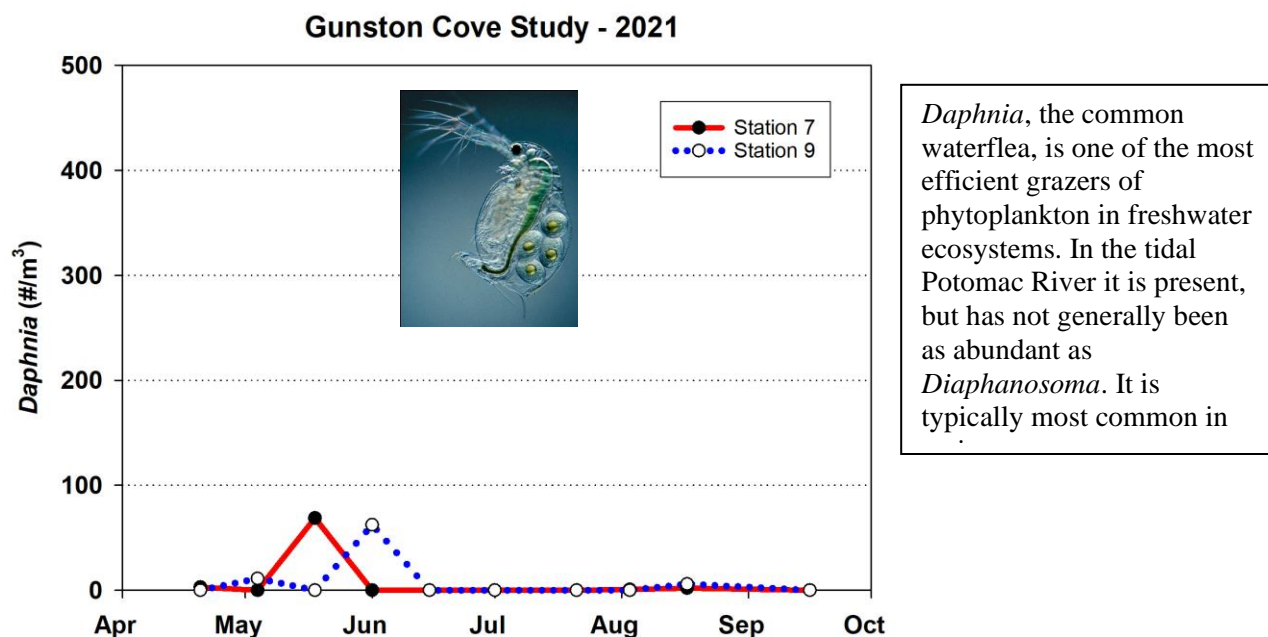 Gunston Cove Study - 2021
500
400
300
200
100
0
Daphnia (#/m³)
Apr May Jun Jul Aug Sep Oct
Station 7
Station 9
Daphnia, the common
waterflea, is one of the most
efficient grazers of
phytoplankton in freshwater
ecosystems. In the tidal
Potomac River it is present,
but has not generally been
as abundant as
Diaphanosoma. It is
typically most common in